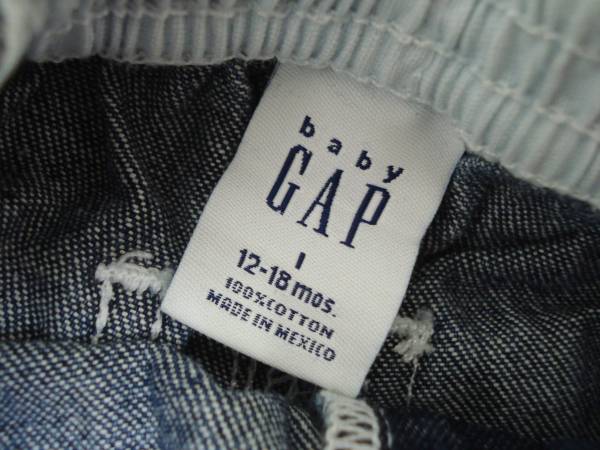 baby
GAP
I
12-18 mos.
100%COTTON
MADE IN MEXICO